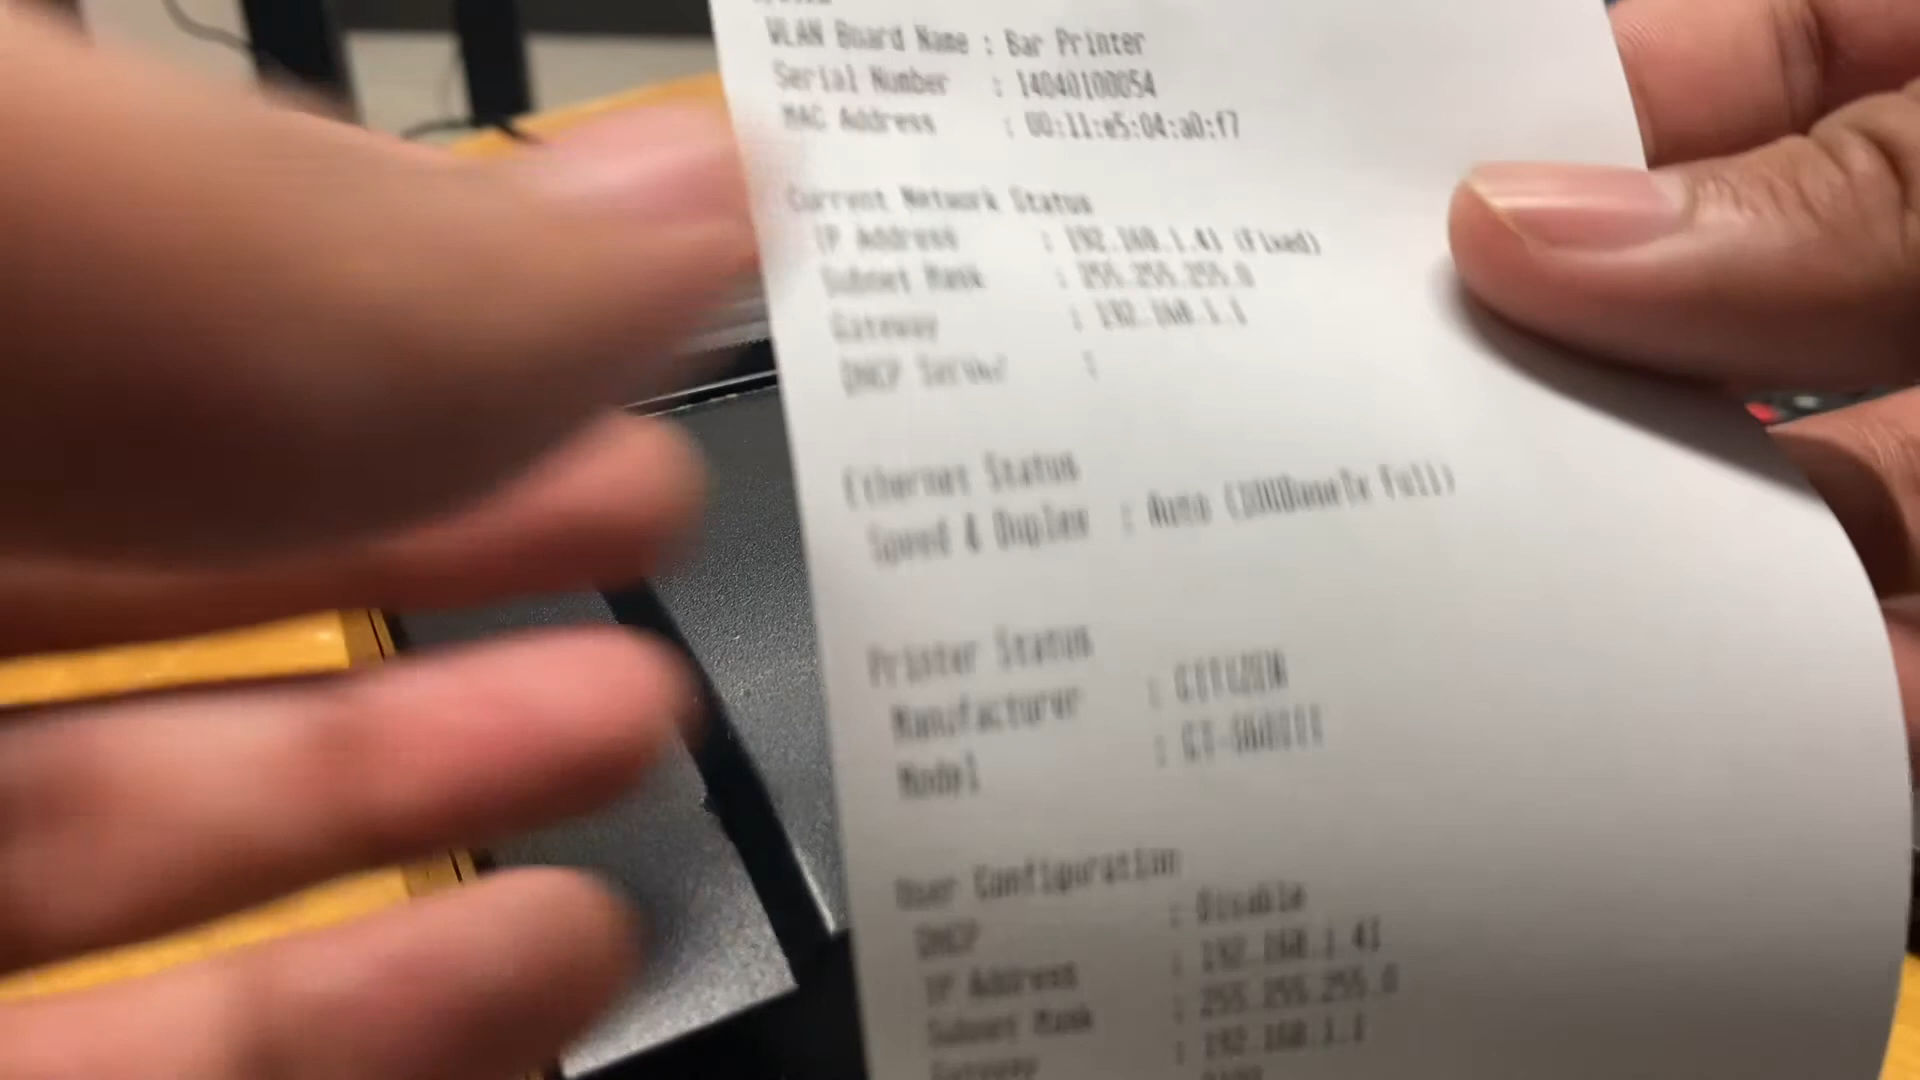 WLAN Board Name : Bar Printer
Serial Number : 14040100054
MAC Address : 00:11:e5:04:a0:f7
Current Network Status
IP Address : 192.168.1.41 (Fixed)
Subnet Mask : 255.255.255.0
Gateway : 192.168.1.1
DHCP Server :
Ethernet Status
Speed & Duplex : Auto (100BaseTx Full)
Printer Status
Manufacturer : CITIZEN
Model :
User Configuration
DHCP : Disable
IP Address : 192.168.1.41
Subnet Mask : 255.255.255.0
Gateway : 192.168.1.1